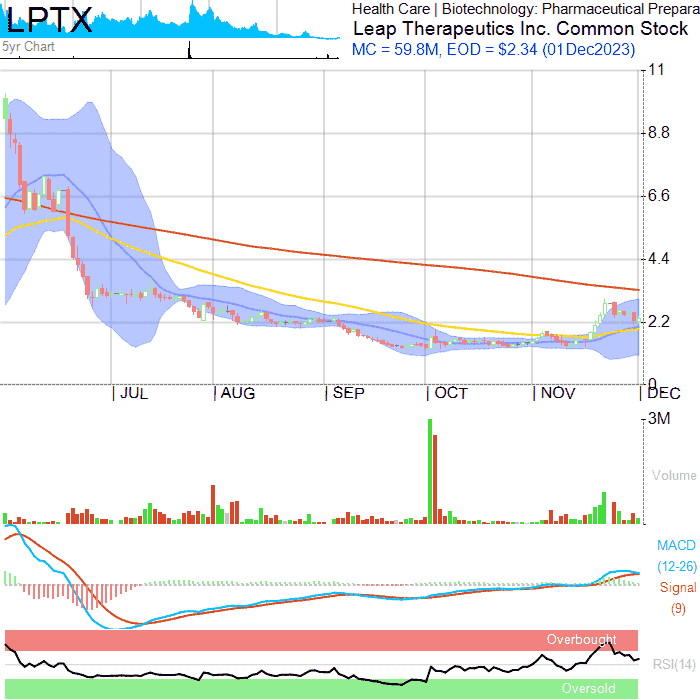 LPTX
Health Care | Biotechnology: Pharmaceutical Prepara
Leap Therapeutics Inc. Common Stock
5yr Chart
MC = 59.8M, EOD = $2.34 (01Dec2023)
11
8.8
6.6
4.4
2.2
0
JUL AUG SEP OCT NOV DEC
3M
Volume
MACD
(12-26)
Signal
(9)
Overbought
RSI(14)
Oversold